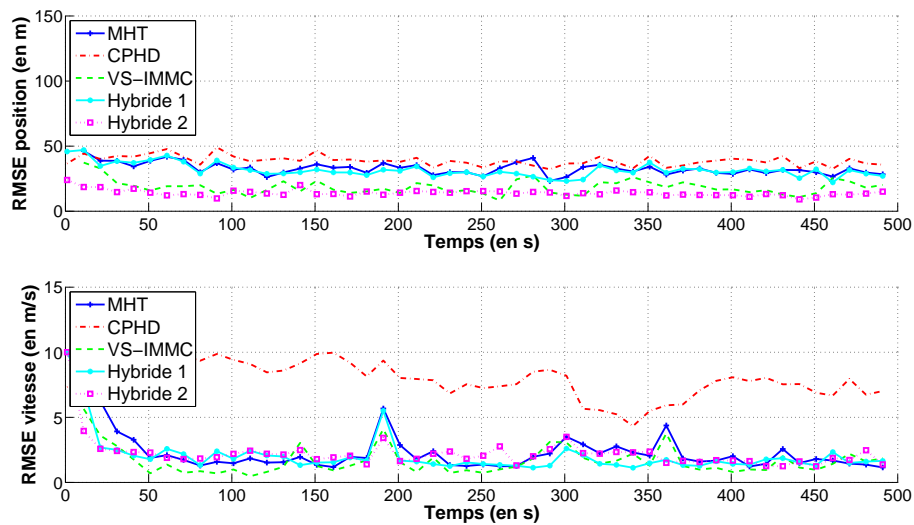 RMSE position (en m)
150
100
50
0
MHT
CPHD
VS−IMMC
Hybride 1
Hybride 2
0 50 100 150 200 250 300 350 400 450 500
Temps (en s)
RMSE vitesse (en m/s)
15
10
5
0
MHT
CPHD
VS−IMMC
Hybride 1
Hybride 2
0 50 100 150 200 250 300 350 400 450 500
Temps (en s)